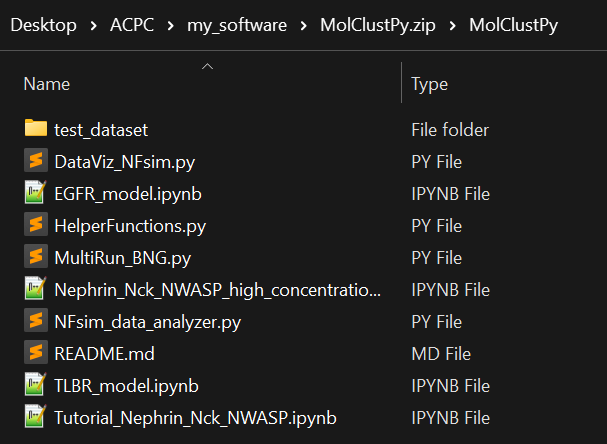 Desktop > ACPC > my_software > MolClustPy.zip > MolClustPy
Name Type
test_dataset File folder
DataViz_NFsim.py PY File
EGFR_model.ipynb IPYNB File
HelperFunctions.py PY File
MultiRun_BNG.py PY File
Nephrin_Nck_NWASP_high_concentratio... IPYNB File
NFsim_data_analyzer.py PY File
README.md MD File
TLBR_model.ipynb IPYNB File
Tutorial_Nephrin_Nck_NWASP.ipynb IPYNB File